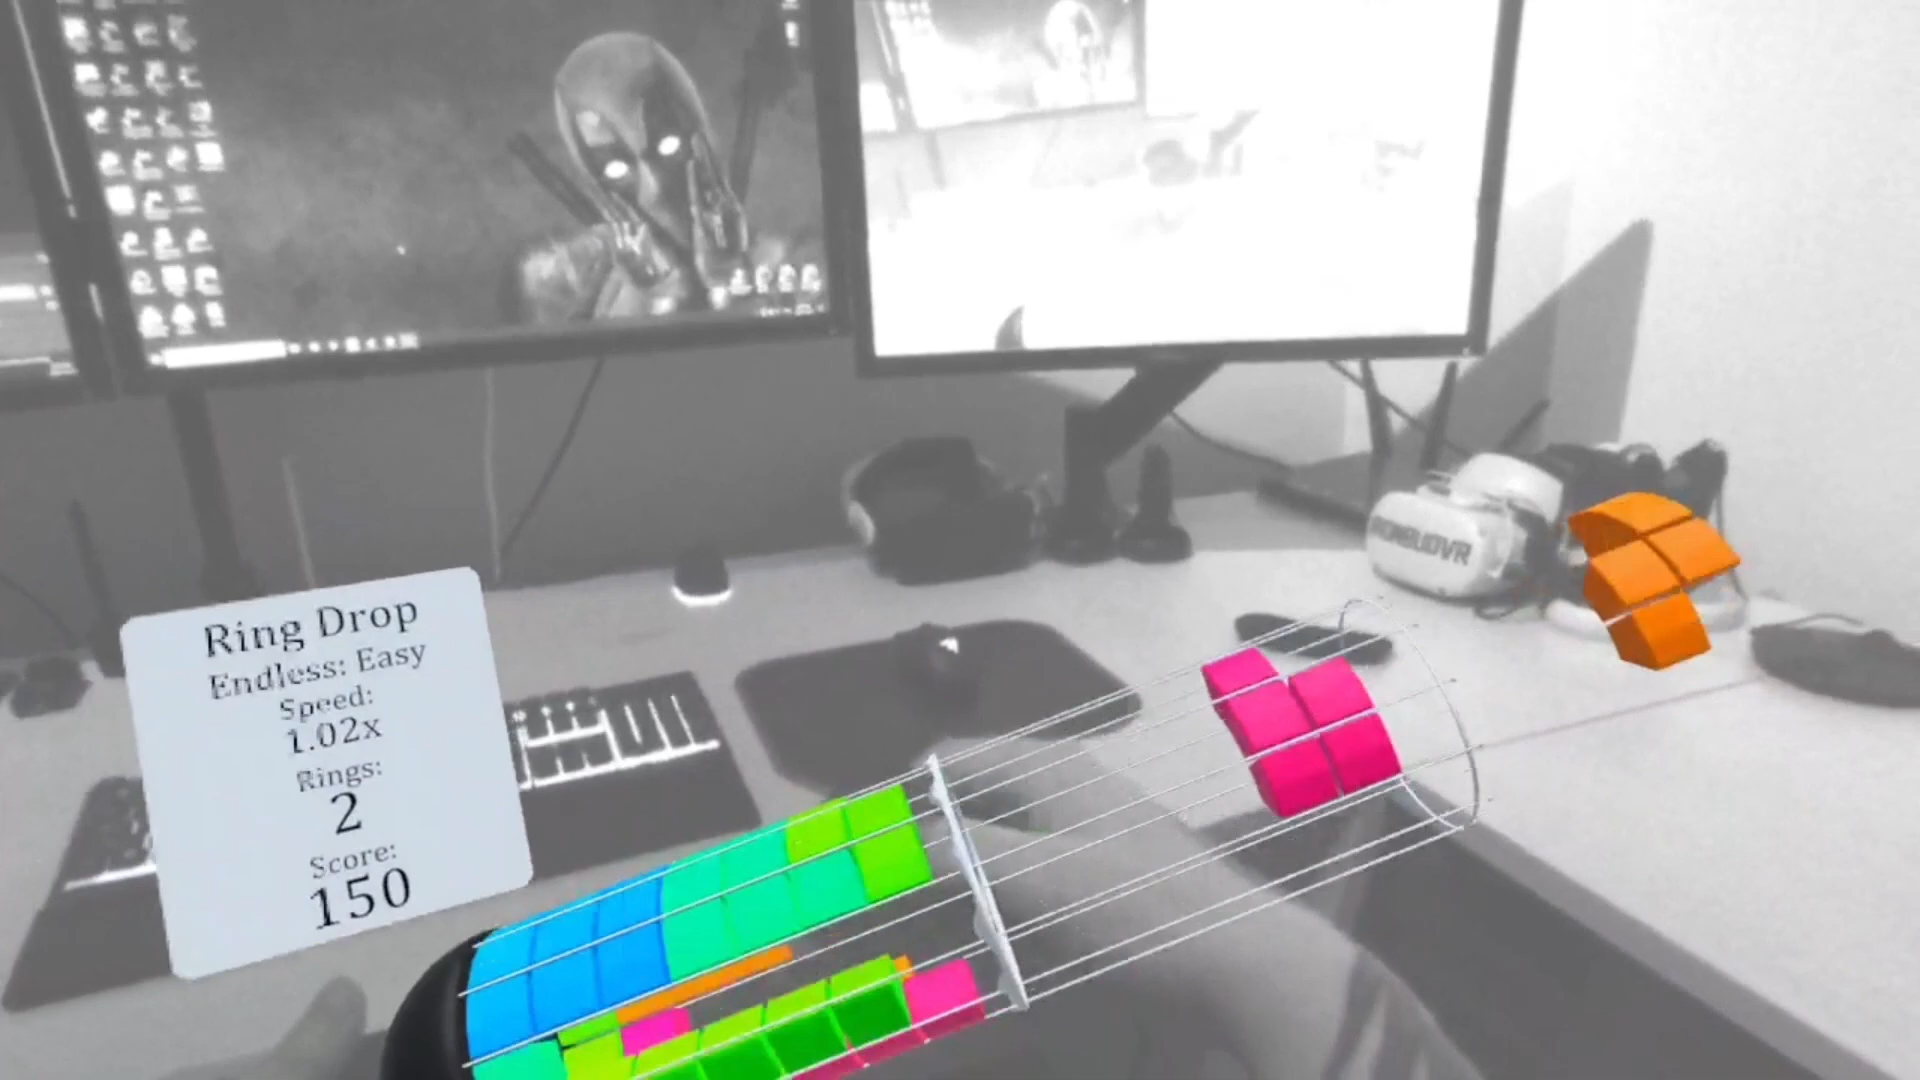 Ring Drop
Endless: Easy
Speed:
1.02x
Rings:
2
Score:
150